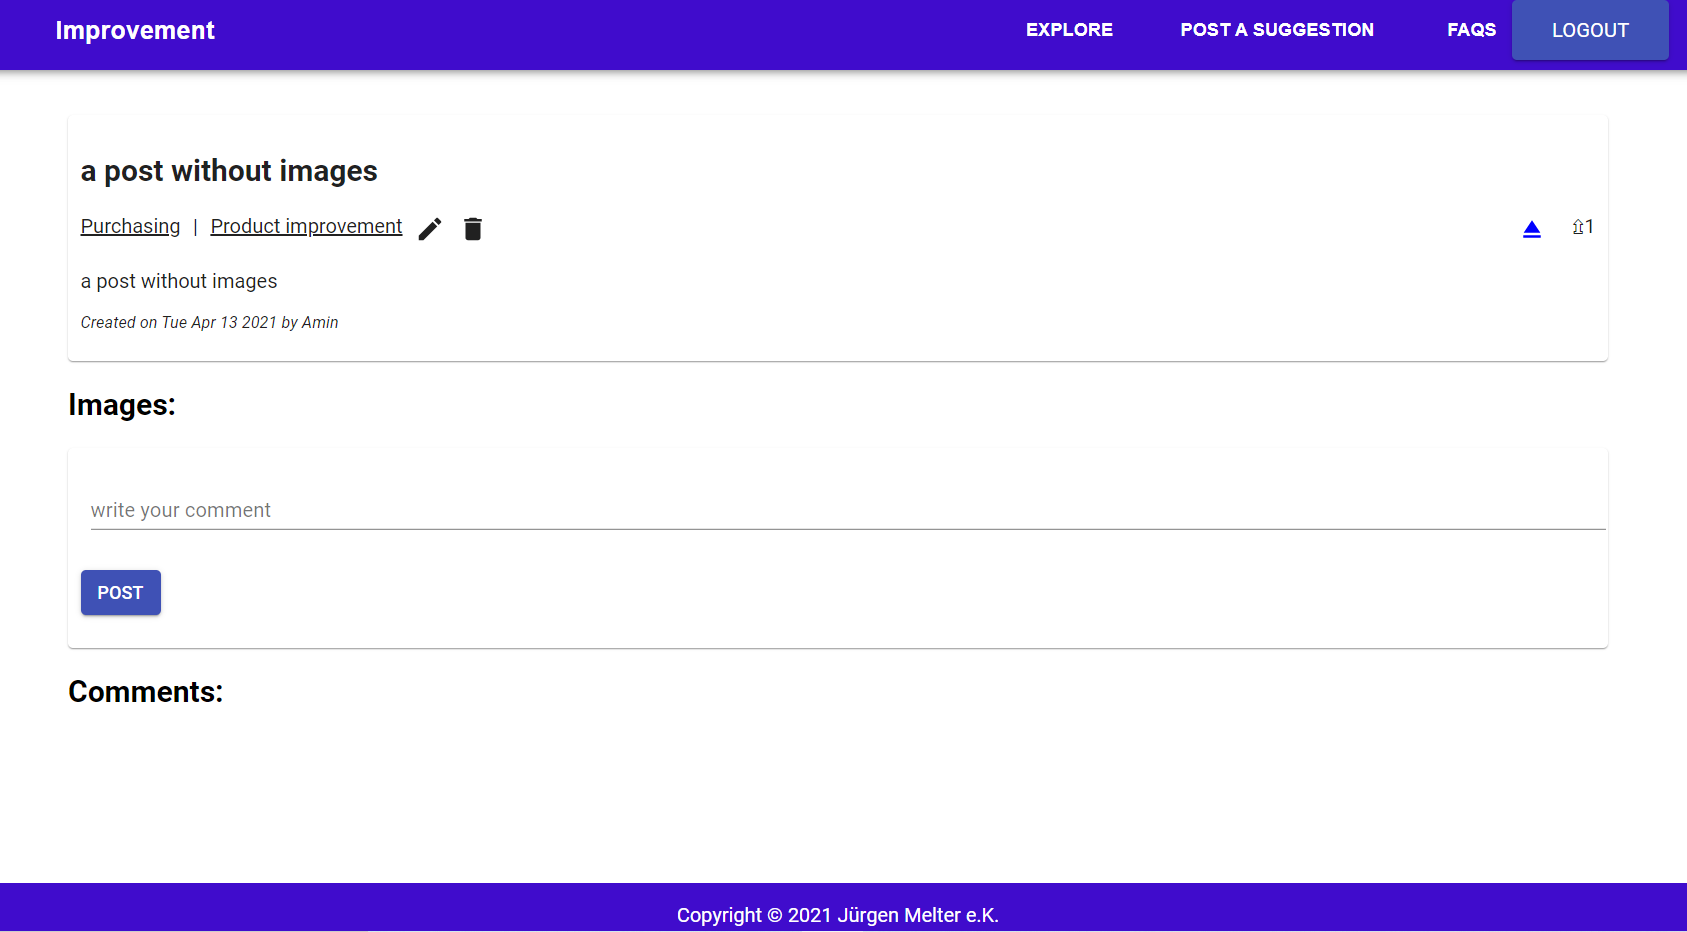 Improvement EXPLORE POST A SUGGESTION FAQS LOGOUT
a post without images
Purchasing | Product improvement ⇫1
a post without images
Created on Tue Apr 13 2021 by Amin
Images:
write your comment
POST
Comments:
Copyright © 2021 Jürgen Melter e.K.